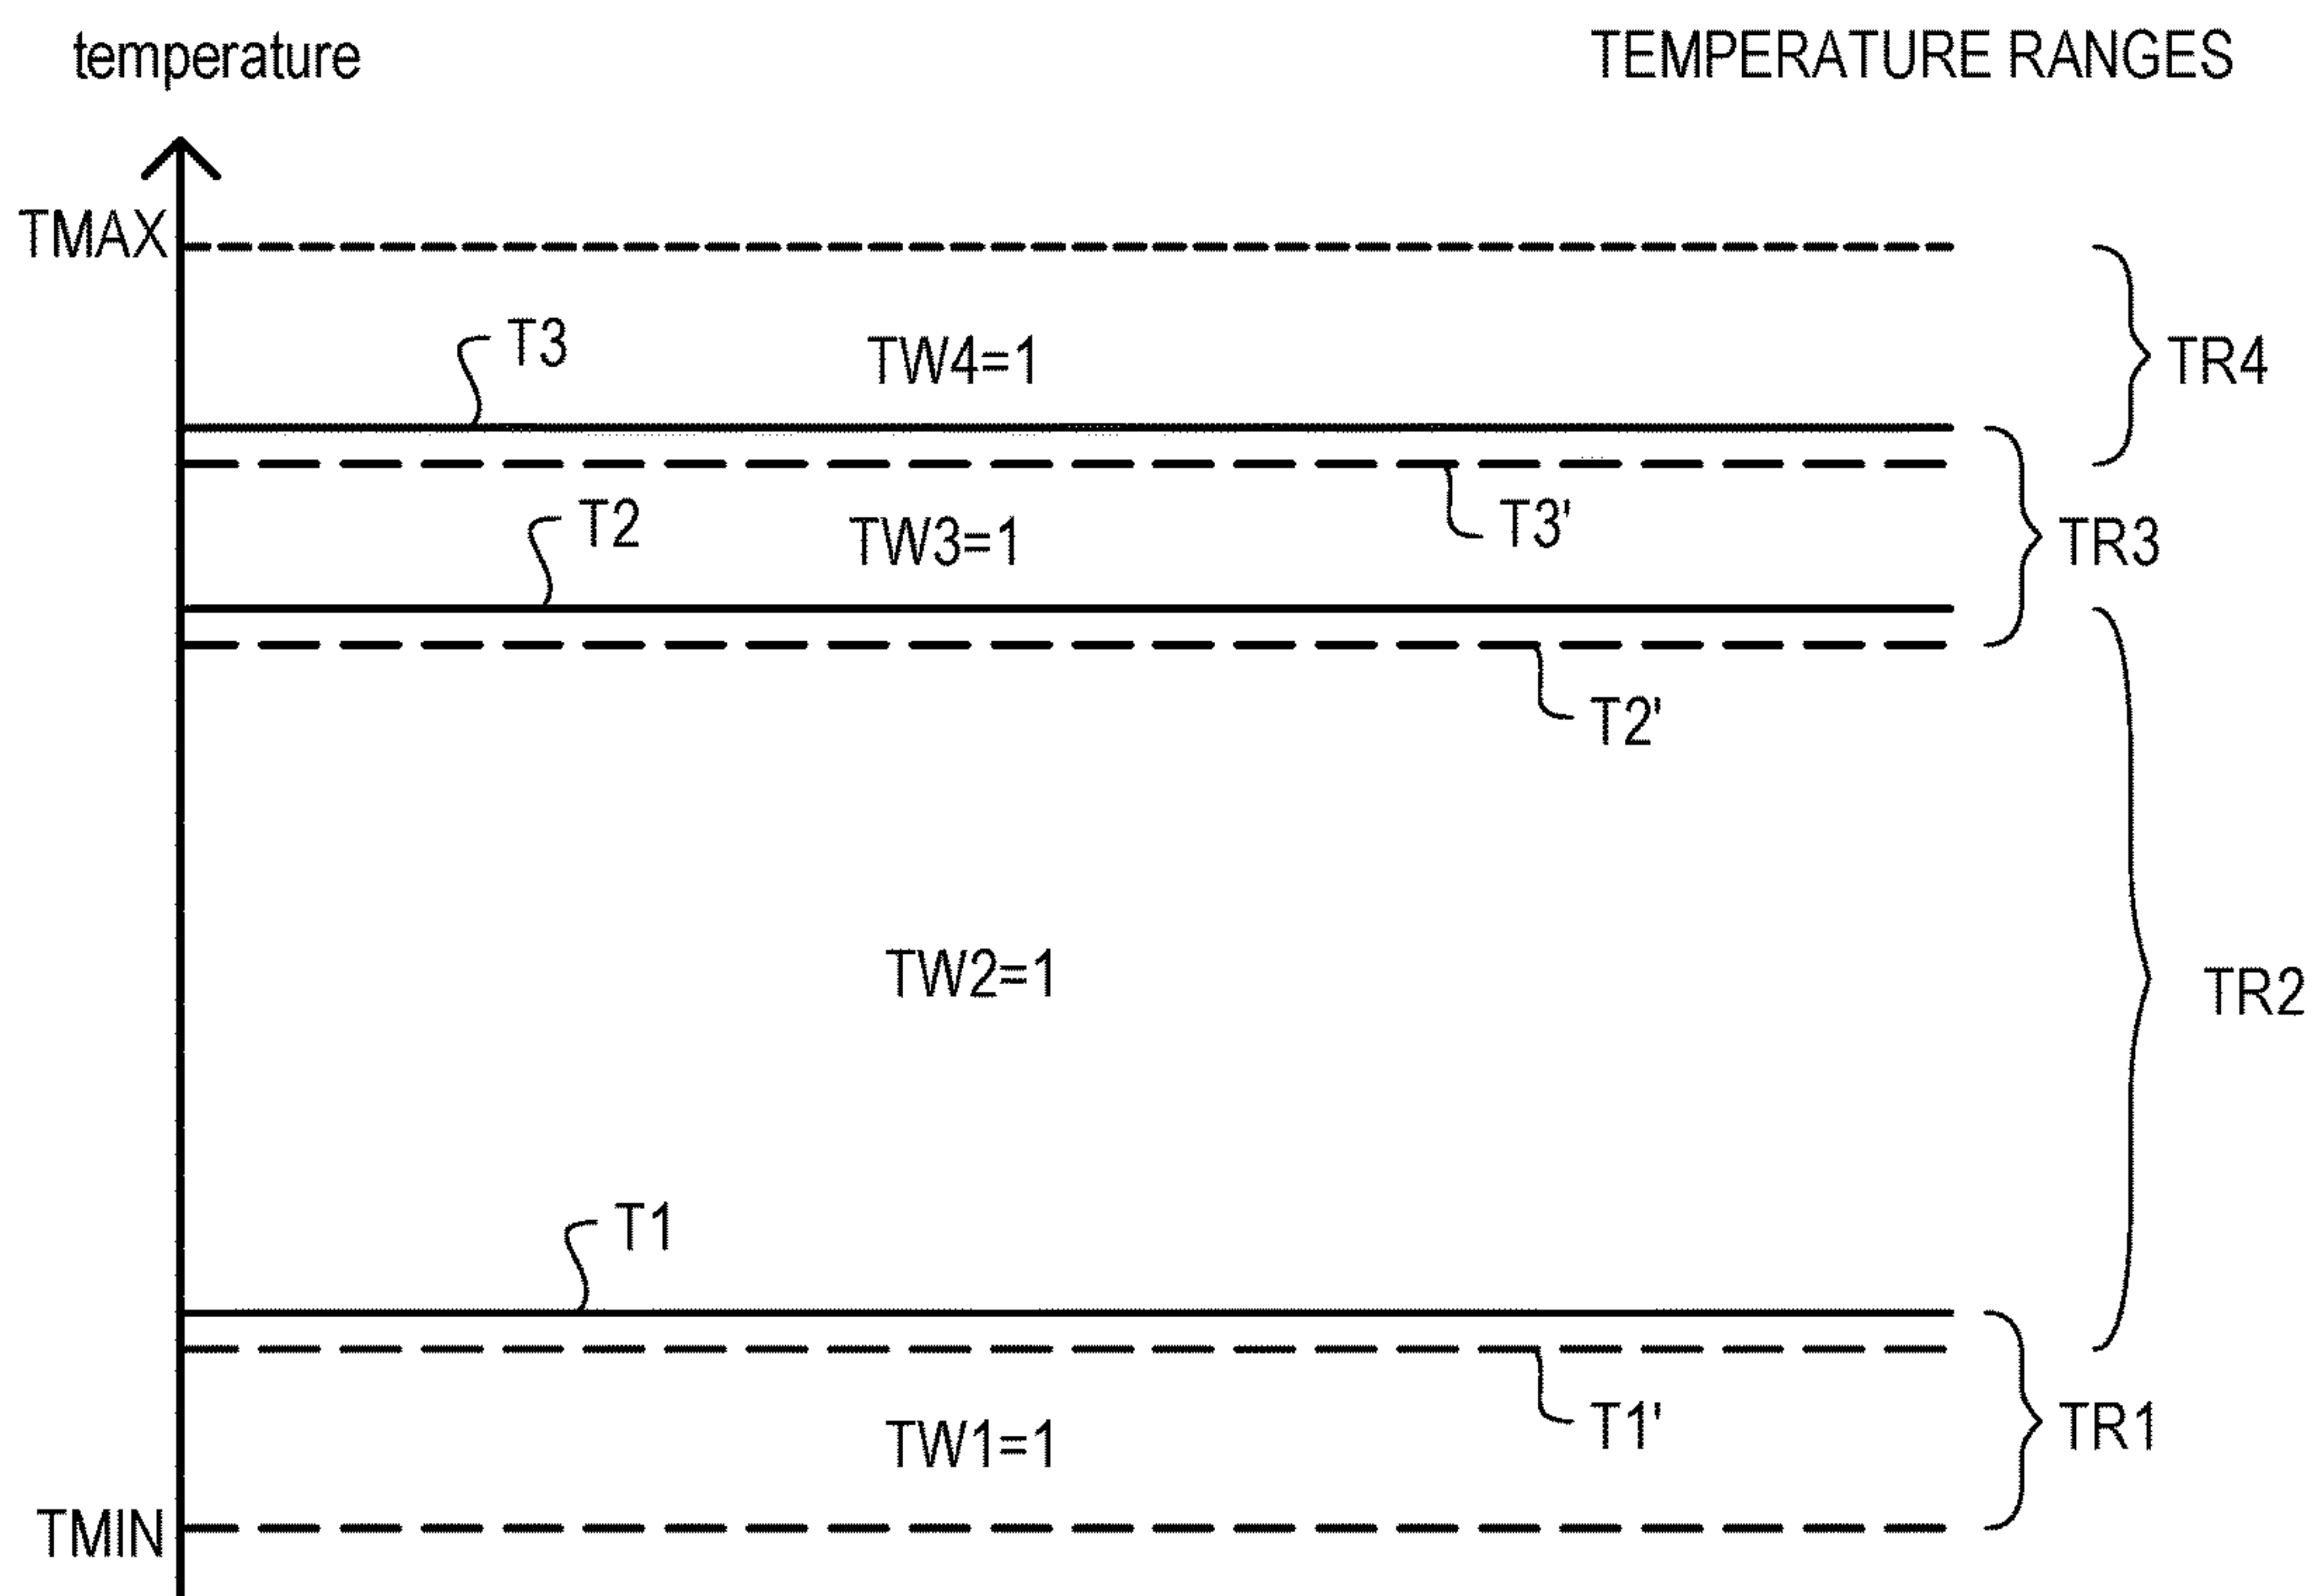 temperature
TEMPERATURE RANGES
TMAX
T3
TW4=1
TR4
T2
TW3=1
T3'
TR3
T2'
TW2=1
TR2
T1
TW1=1
T1'
TR1
TMIN